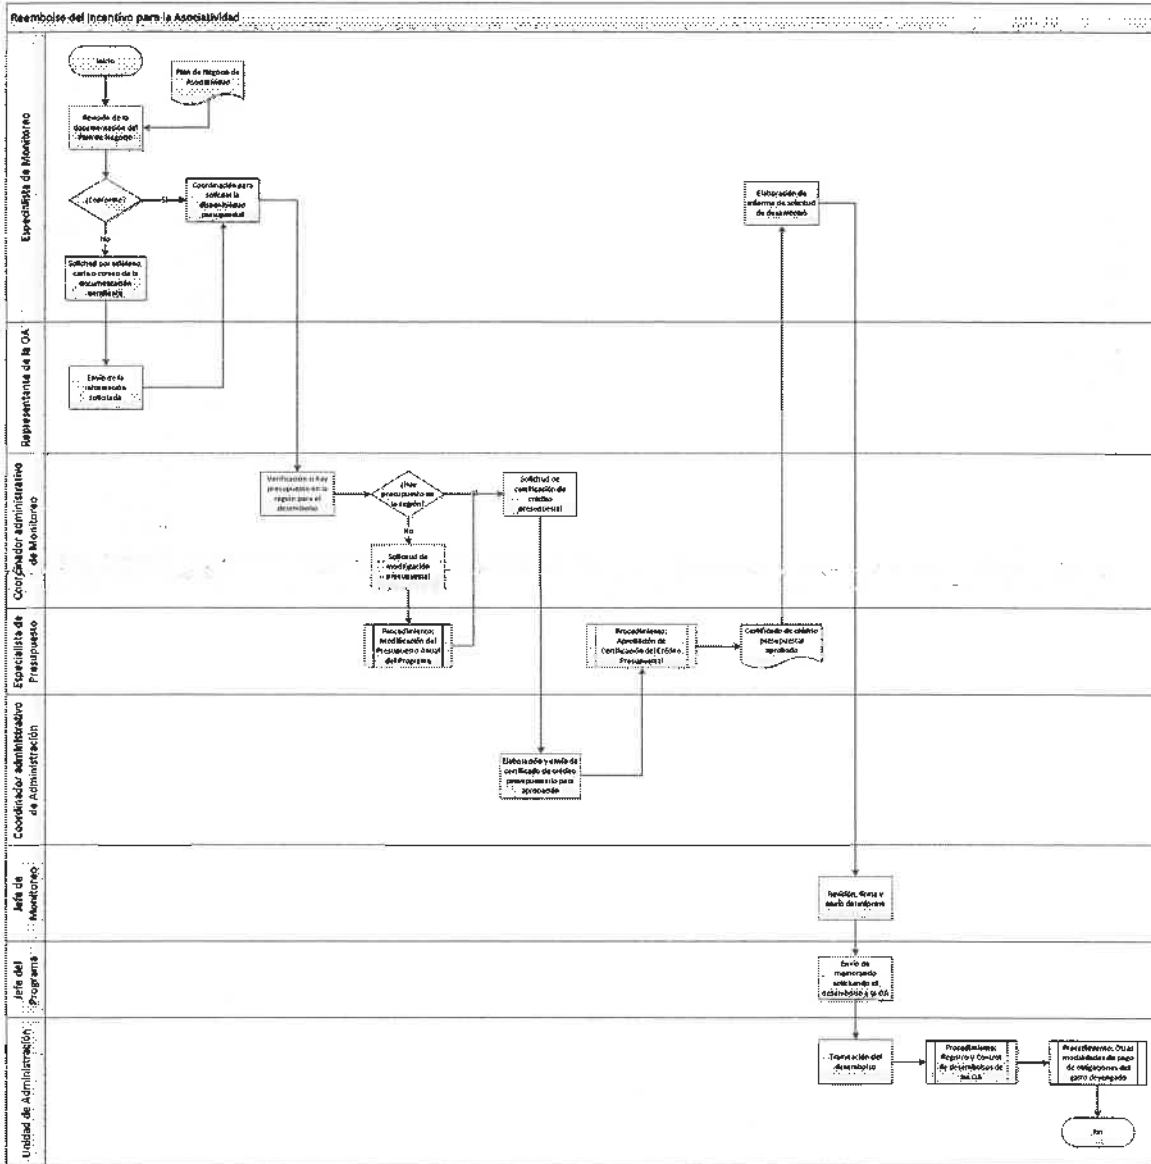 Reembolso del Incentivo para la Asociatividad
Especialista de Monitoreo
Inicio
Plan de Negocio de
Asociatividad
Revisión de la
documentación del
Plan de Negocio
¿Conforme?
Si
No
Coordinación para
solicitar la
disponibilidad
presupuestal
Solicitud por teléfono,
carta o correo de la
documentación
pendiente
Elaboración de
informe de solicitud
de desembolso
Representante de la OA
Envío de la
información
solicitada
Coordinador administrativo
de Monitoreo
Verificación si hay
presupuesto en la
región para el
desembolso
¿Hay
presupuesto en
la región?
No
Solicitud de
certificación de
crédito
presupuestal
Solicitud de
modificación
presupuestal
Especialista de
Presupuesto
Procedimiento:
Modificación del
Presupuesto Anual
del Programa
Procedimiento:
Aprobación de
Certificación del Crédito
Presupuestal
Certificado de crédito
presupuestal
aprobado
Coordinador administrativo
de Administración
Elaboración y envío de
certificado de crédito
presupuestario para
aprobación
Jefe de
Monitoreo
Revisión, firma y
envío de informe
Jefe del
Programa
Envío de
memorando
solicitando el
desembolso a la OA
Unidad de Administración
Tramitación del
desembolso
Procedimiento:
Registro y Control
de desembolsos de
las OA
Procedimiento: Otras
modalidades de pago
de obligaciones del
gasto devengado
Fin